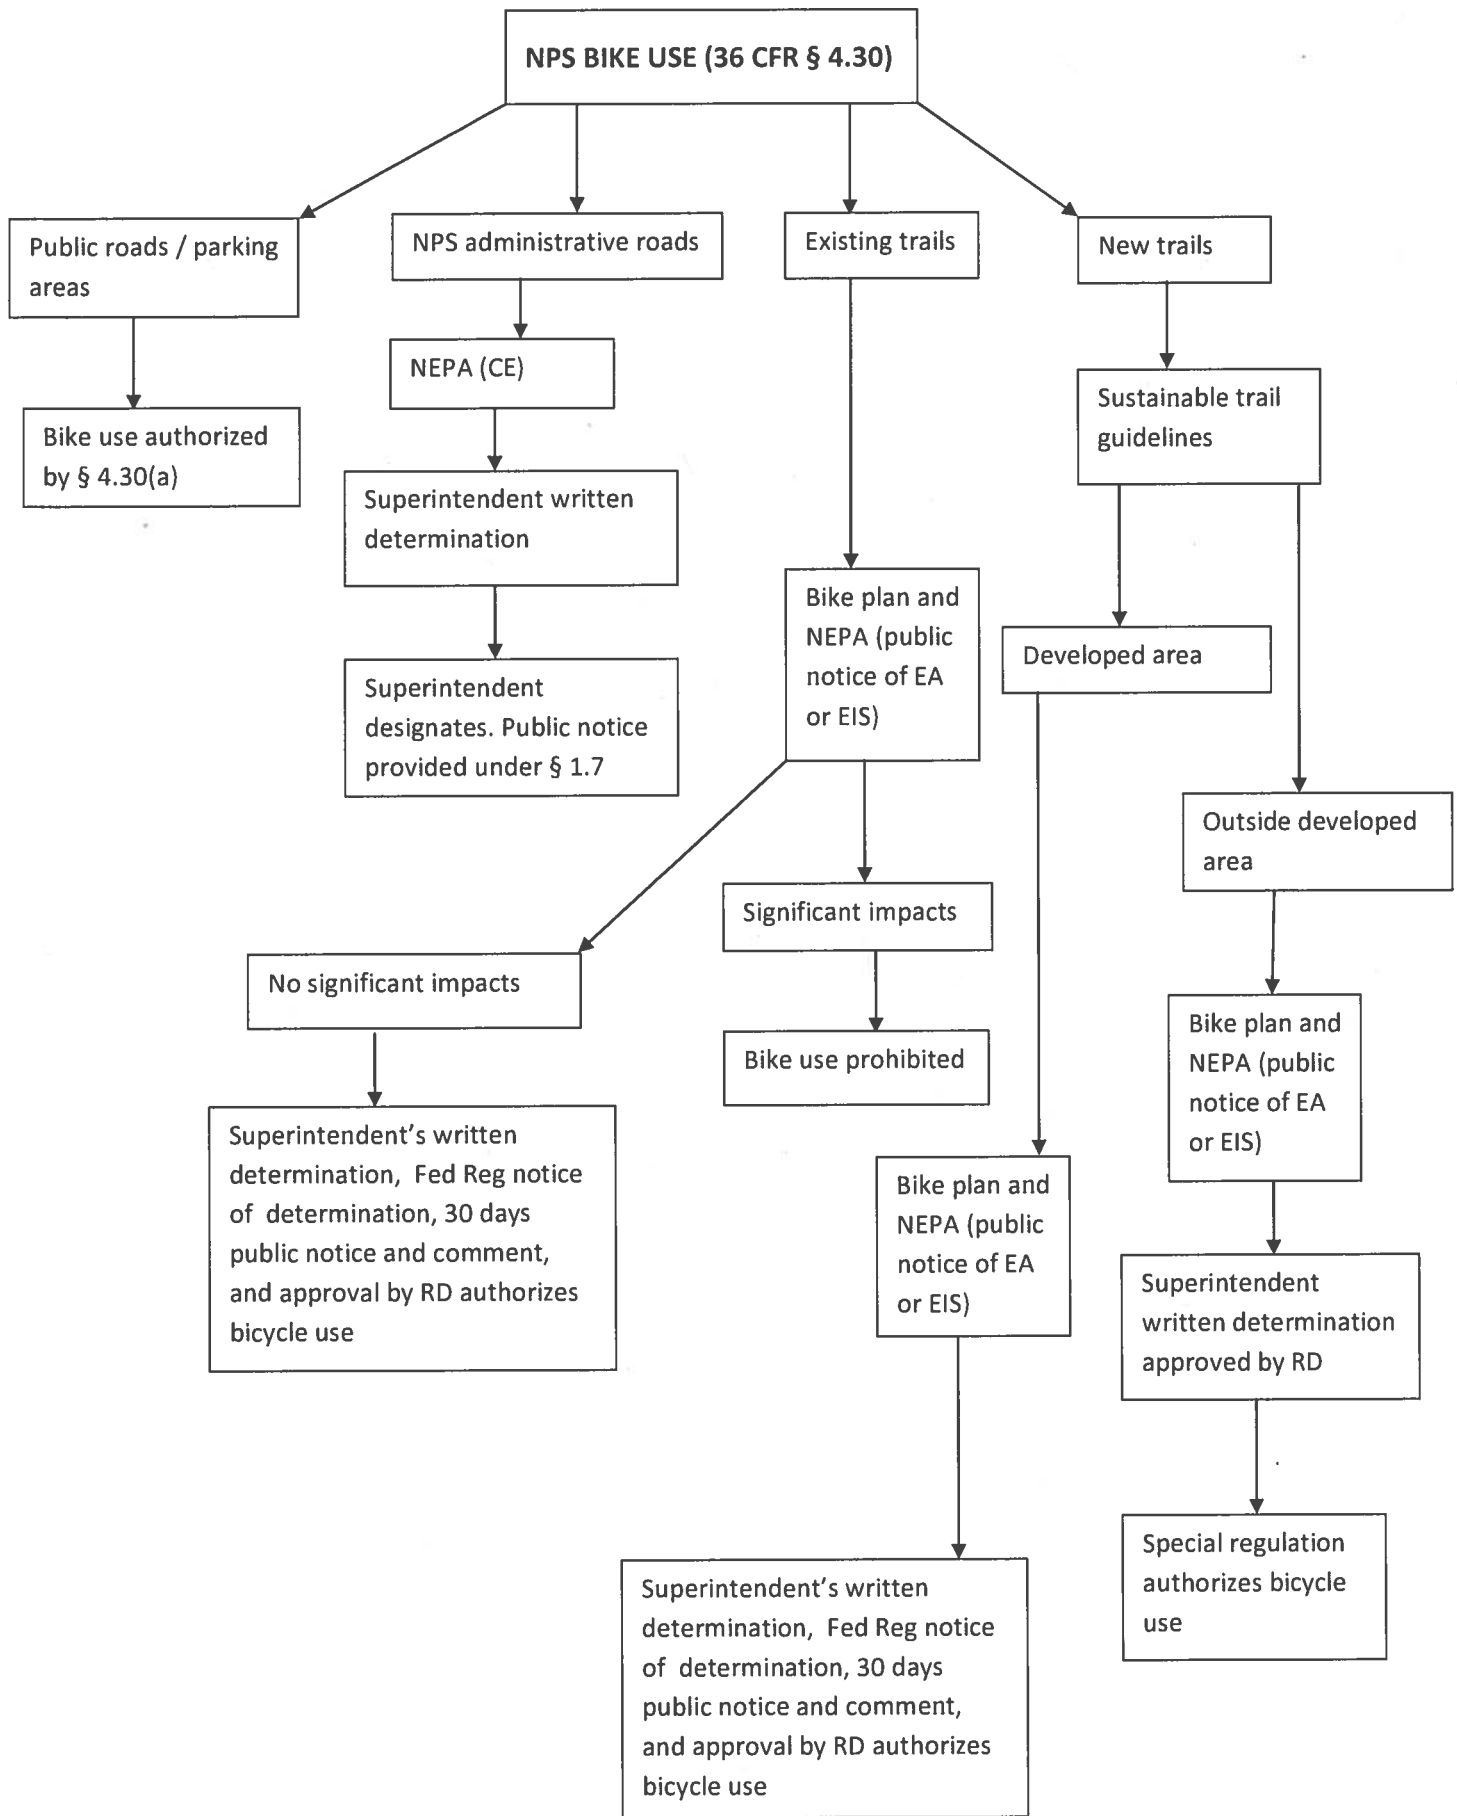 NPS BIKE USE (36 CFR § 4.30)
Public roads / parking
areas
NPS administrative roads
Existing trails
New trails
Bike use authorized
by § 4.30(a)
NEPA (CE)
Superintendent written
determination
Superintendent
designates. Public notice
provided under § 1.7
Bike plan and
NEPA (public
notice of EA
or EIS)
No significant impacts
Superintendent's written
determination, Fed Reg notice
of determination, 30 days
public notice and comment,
and approval by RD authorizes
bicycle use
Significant impacts
Bike use prohibited
Sustainable trail
guidelines
Developed area
Bike plan and
NEPA (public
notice of EA
or EIS)
Superintendent's written
determination, Fed Reg notice
of determination, 30 days
public notice and comment,
and approval by RD authorizes
bicycle use
Outside developed
area
Bike plan and
NEPA (public
notice of EA
or EIS)
Superintendent
written determination
approved by RD
Special regulation
authorizes bicycle
use